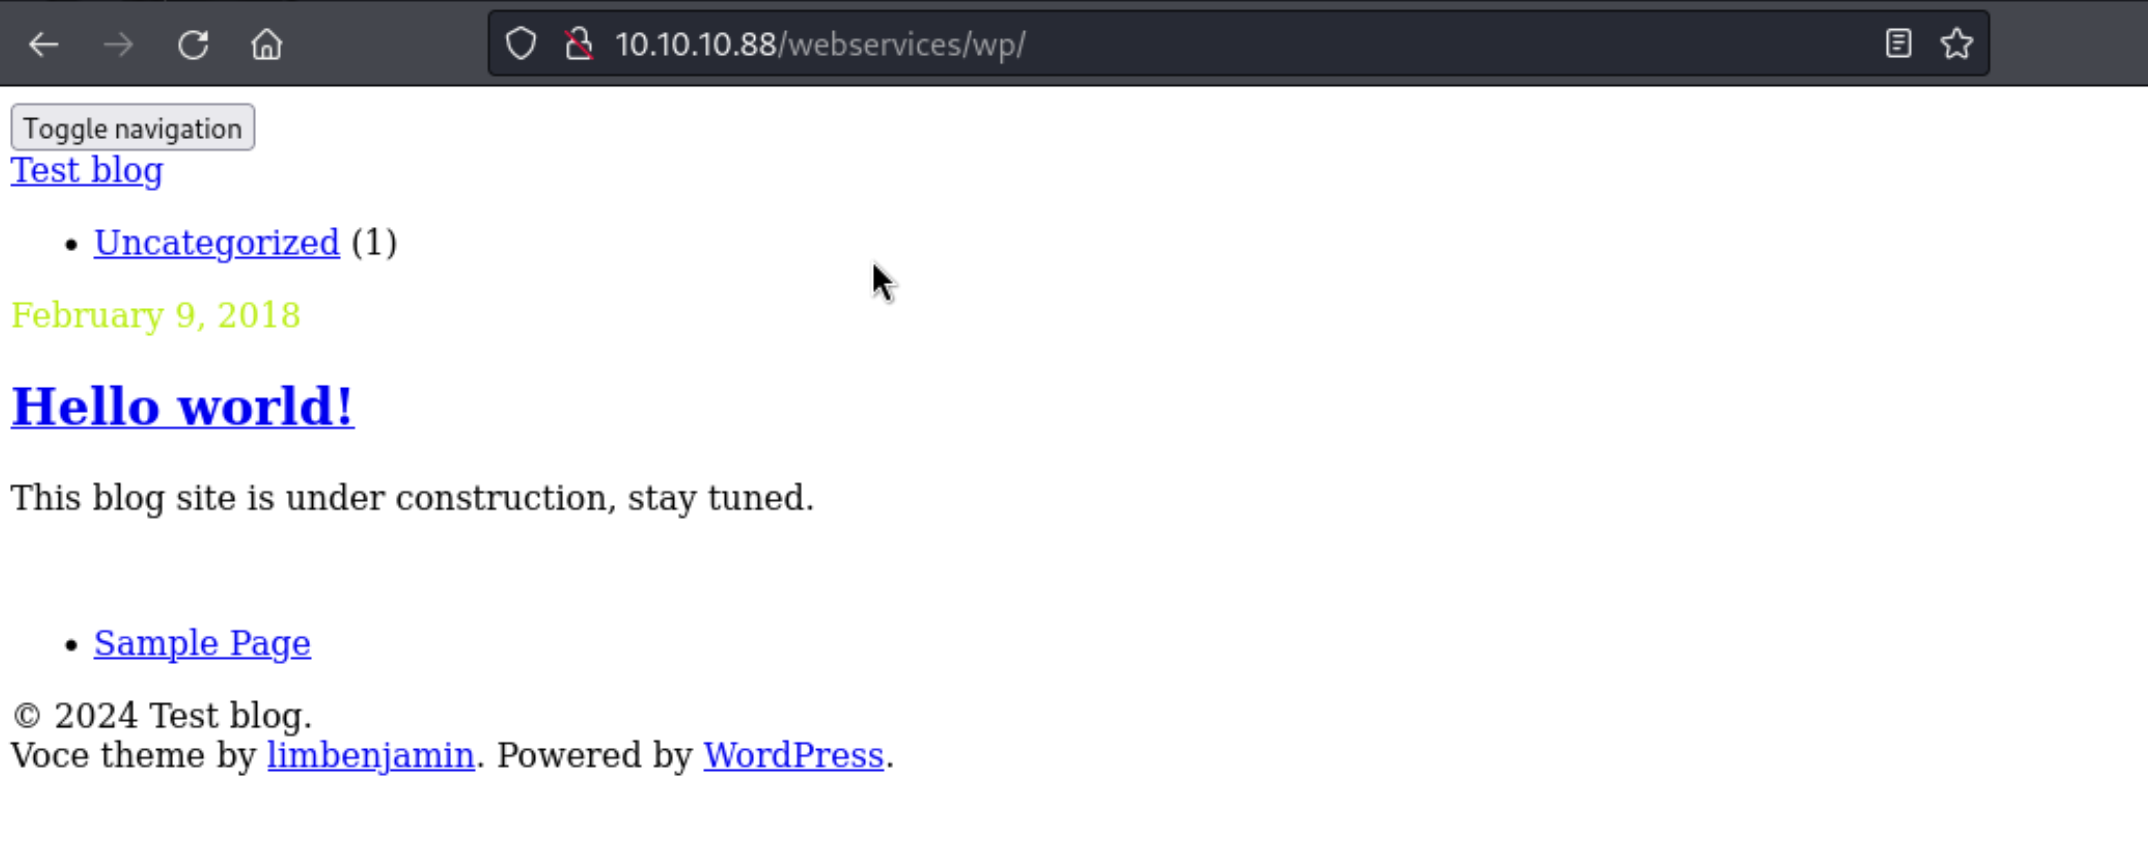 10.10.10.88/webservices/wp/
Toggle navigation
Test blog
Uncategorized (1)
February 9, 2018
Hello world!
This blog site is under construction, stay tuned.
Sample Page
© 2024 Test blog.
Voce theme by limbenjamin. Powered by WordPress.